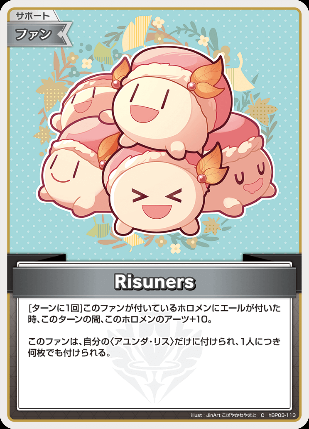 サポート
ファン
Risuners
[ターンに1回]このファンが付いているホロメンにエールが付いた
時、このターンの間、このホロメンのアーツ+10。
このファンは、自分の〈アユンダ・リス〉だけに付けられ、1人につき
何枚でも付けられる。
C hBP03-110